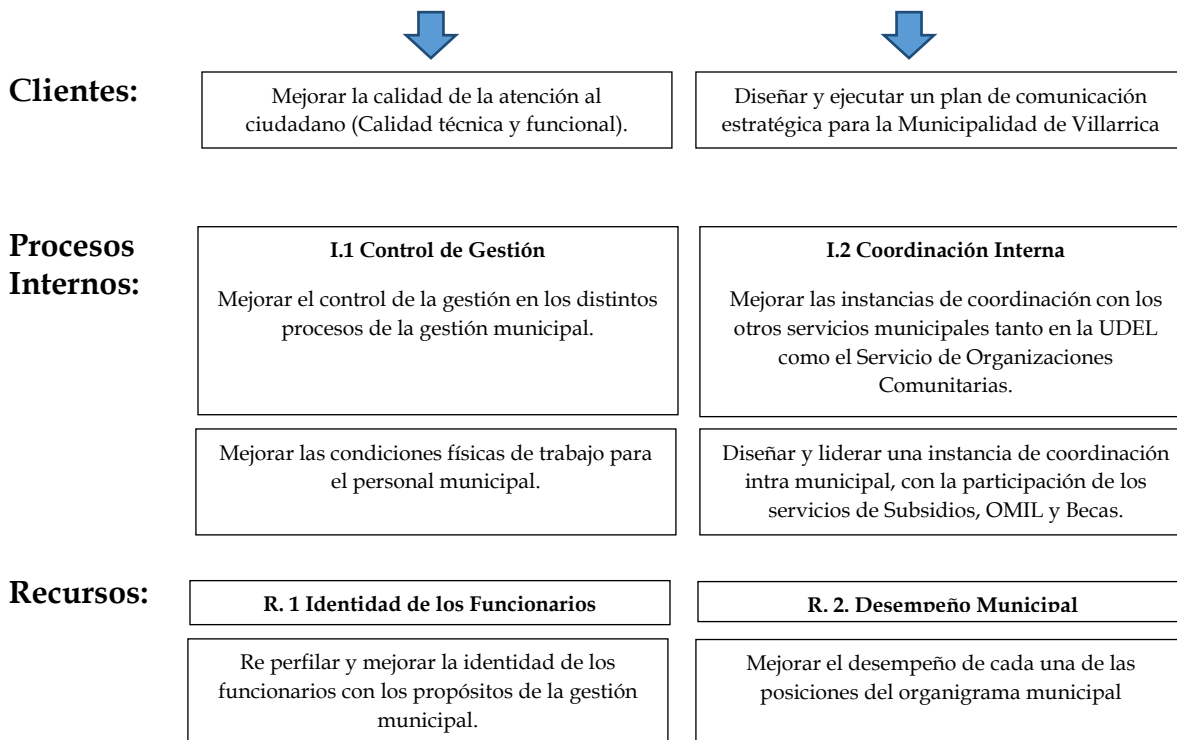 Clientes:
Mejorar la calidad de la atención al
ciudadano (Calidad técnica y funcional).
Diseñar y ejecutar un plan de comunicación
estratégica para la Municipalidad de Villarrica
Procesos
Internos:
I.1 Control de Gestión
Mejorar el control de la gestión en los distintos
procesos de la gestión municipal.
I.2 Coordinación Interna
Mejorar las instancias de coordinación con los
otros servicios municipales tanto en la UDEL
como el Servicio de Organizaciones
Comunitarias.
Mejorar las condiciones físicas de trabajo para
el personal municipal.
Diseñar y liderar una instancia de coordinación
intra municipal, con la participación de los
servicios de Subsidios, OMIL y Becas.
Recursos:
R. 1 Identidad de los Funcionarios
R. 2. Desempeño Municipal
Re perfilar y mejorar la identidad de los
funcionarios con los propósitos de la gestión
municipal.
Mejorar el desempeño de cada una de las
posiciones del organigrama municipal